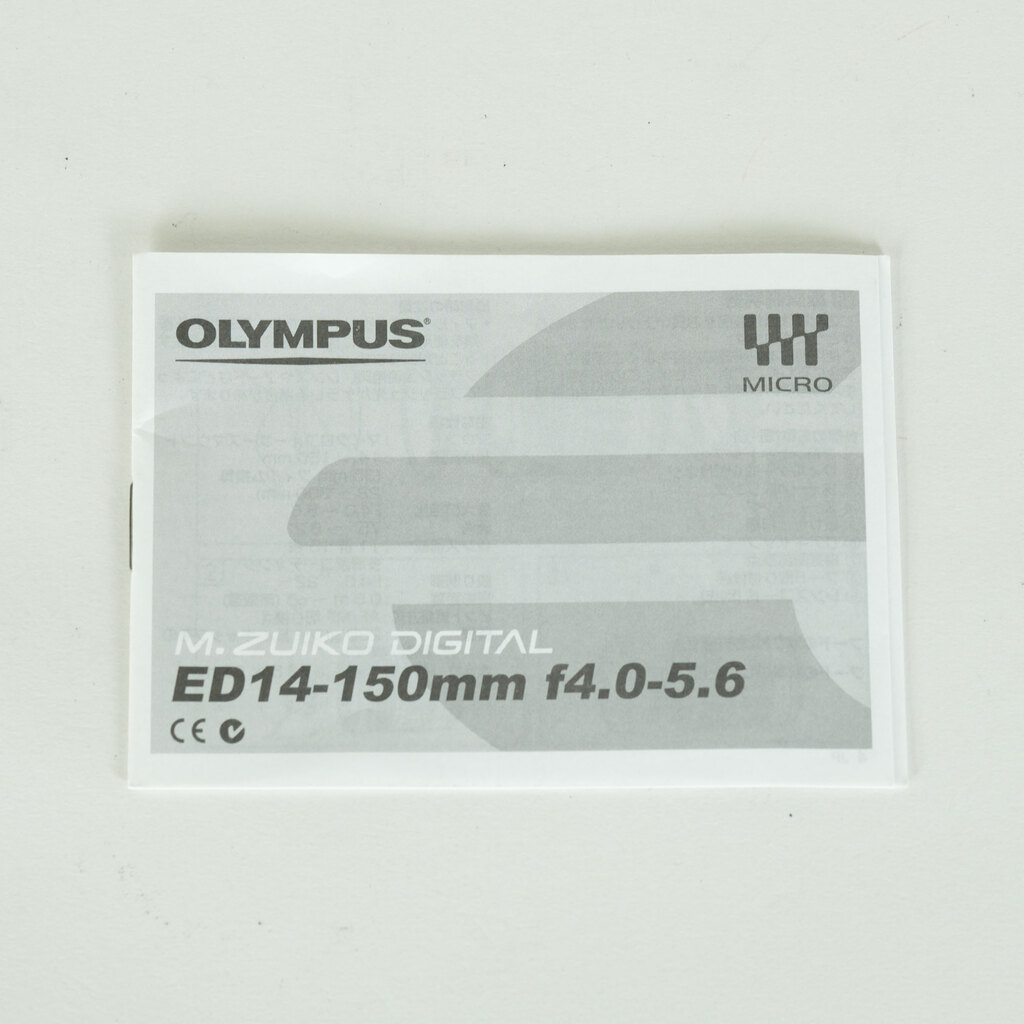 OLYMPUS®
MICRO
M.ZUIKO DIGITAL
ED14-150mm f4.0-5.6
CE